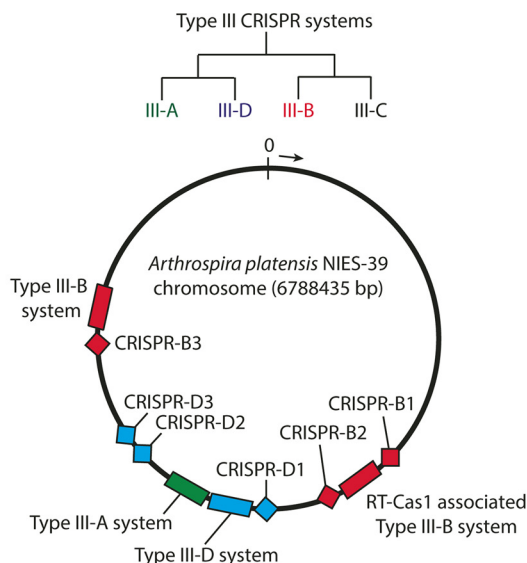 Type III CRISPR systems
III-A
III-D
III-B
III-C
0
Arthrospira platensis NIES-39
chromosome (6788435 bp)
Type III-B
system
CRISPR-B3
CRISPR-D3
CRISPR-D2
CRISPR-B1
CRISPR-B2
CRISPR-D1
RT-Cas1 associated
Type III-B system
Type III-A system
Type III-D system